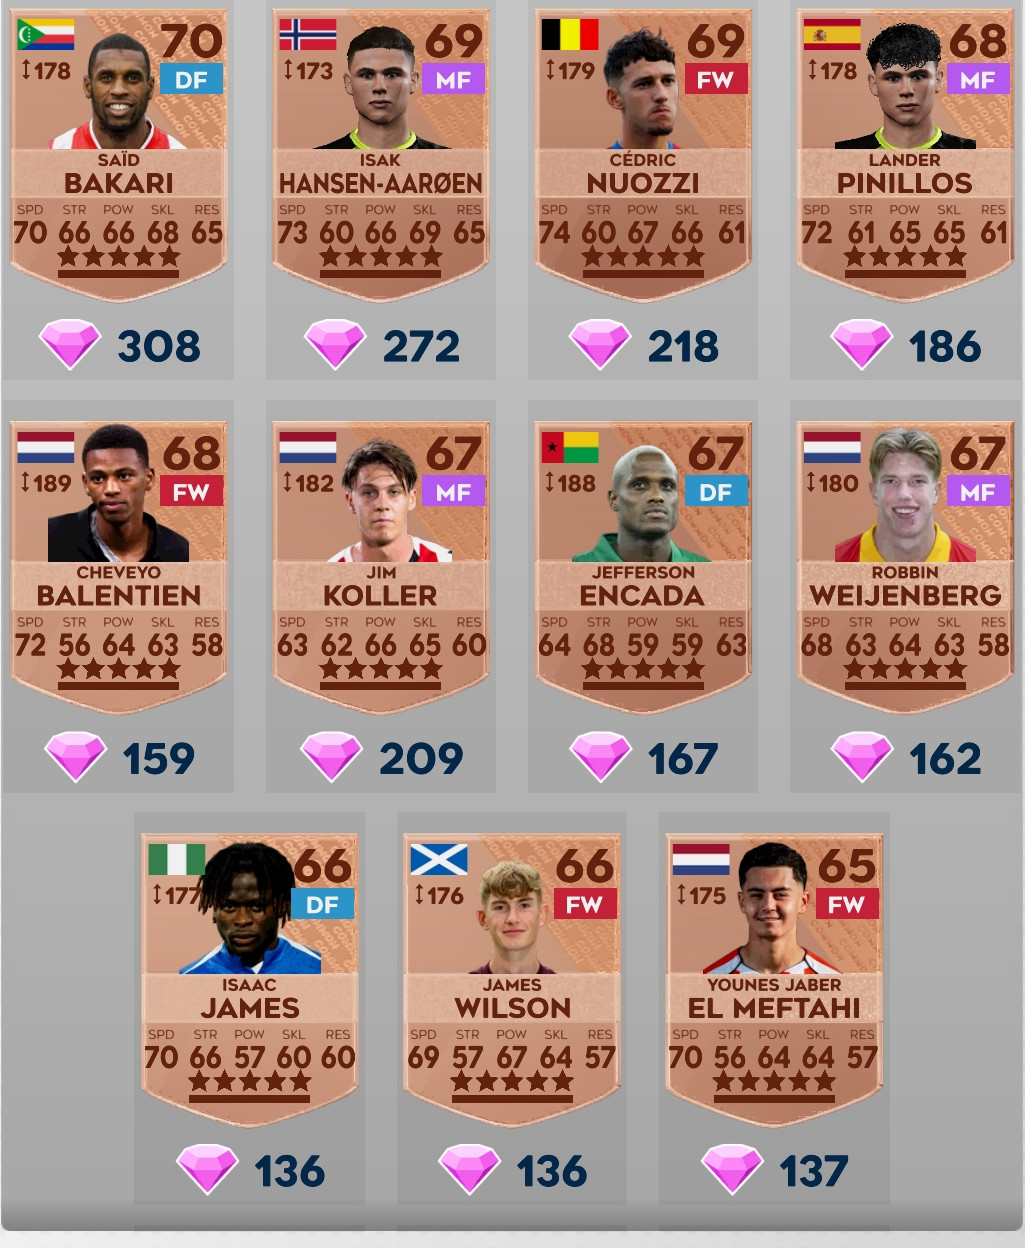 70
178
DF
SAÏD
BAKARI
SPD STR POW SKL RES
70 66 66 68 65
308
69
173
MF
ISAK
HANSEN-AARØEN
SPD STR POW SKL RES
73 60 66 69 65
272
69
179
FW
CÉDRIC
NUOZZI
SPD STR POW SKL RES
74 60 67 66 61
218
68
178
MF
LANDER
PINILLOS
SPD STR POW SKL RES
72 61 65 65 61
186
68
189
FW
CHEVEYO
BALENTIEN
SPD STR POW SKL RES
72 56 64 63 58
159
67
182
MF
JIM
KOLLER
SPD STR POW SKL RES
63 62 66 65 60
209
67
188
DF
JEFFERSON
ENCADA
SPD STR POW SKL RES
64 68 59 59 63
167
67
180
MF
ROBBIN
WEIJENBERG
SPD STR POW SKL RES
68 63 64 63 58
162
66
177
DF
ISAAC
JAMES
SPD STR POW SKL RES
70 66 57 60 60
136
66
176
FW
JAMES
WILSON
SPD STR POW SKL RES
69 57 67 64 57
136
65
175
FW
YOUNES JABER
EL MEFTAHI
SPD STR POW SKL RES
70 56 64 64 57
137